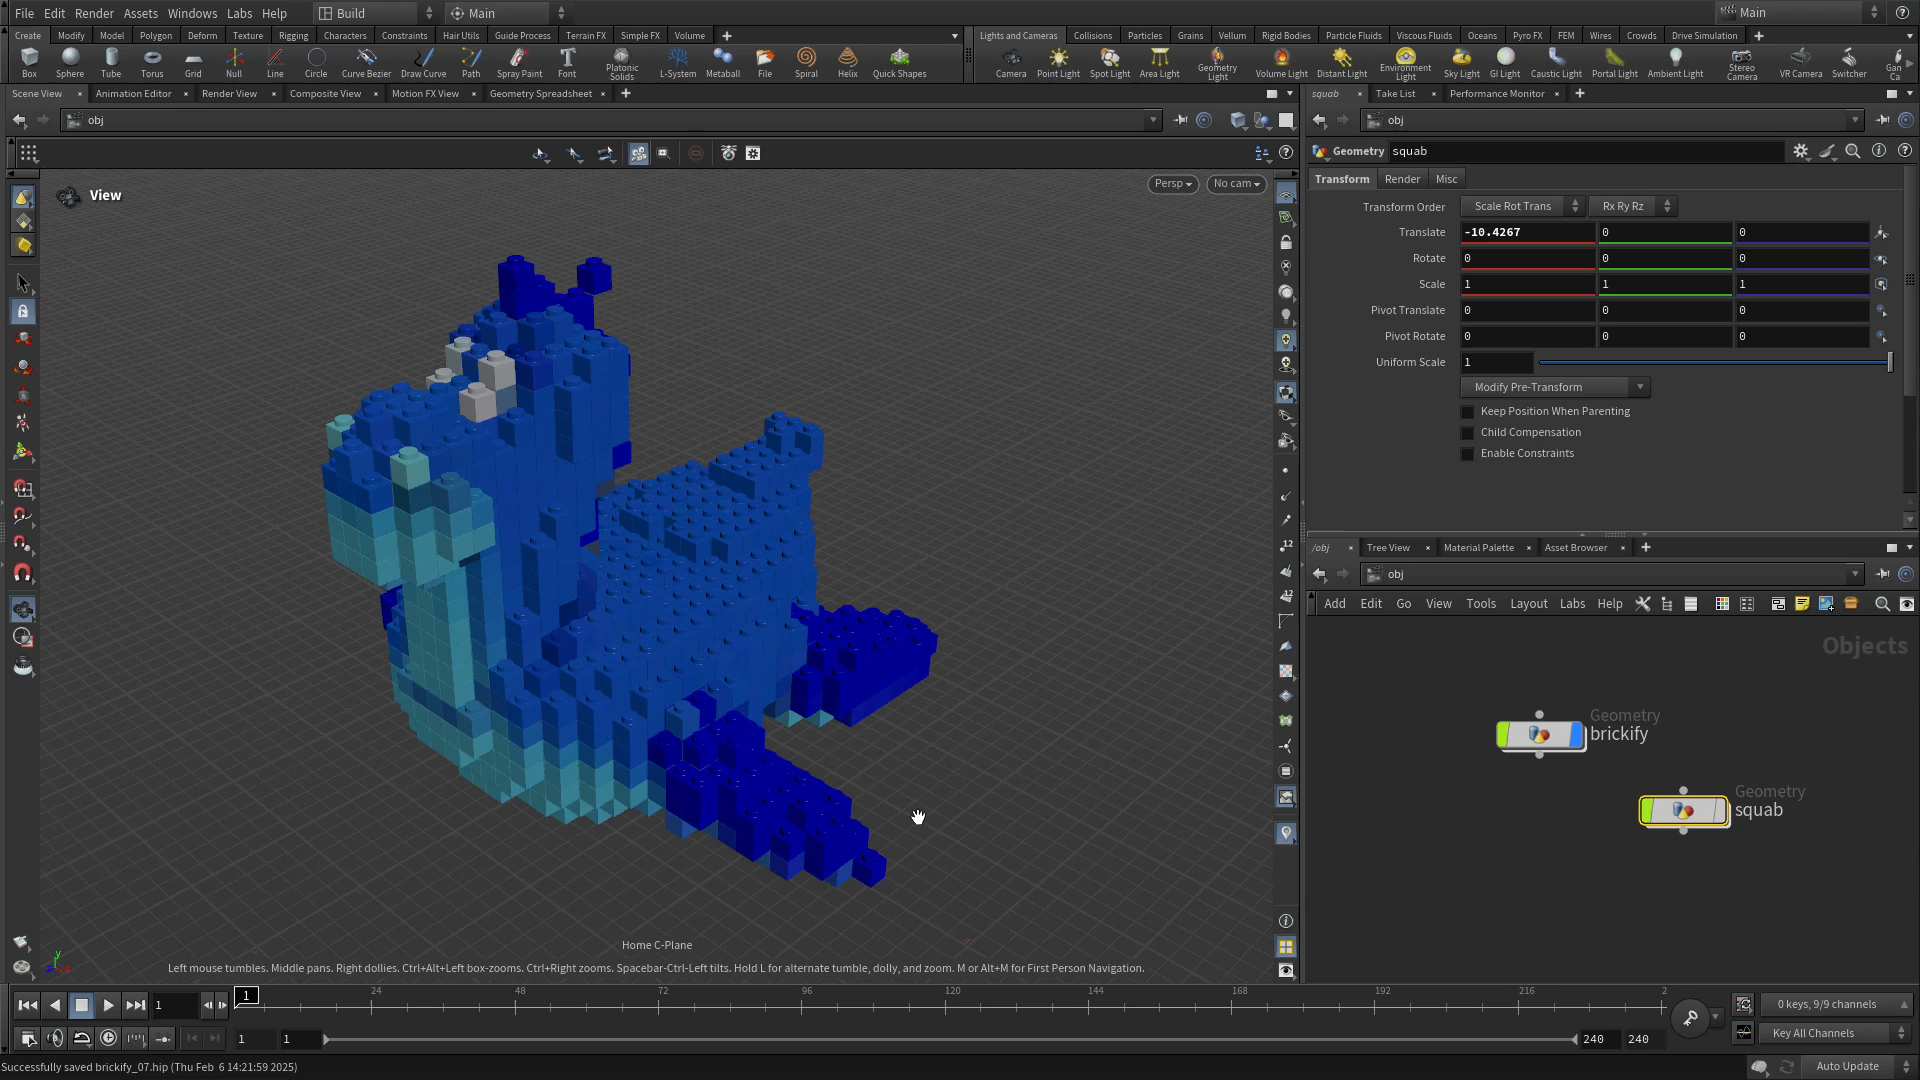 File Edit Render Assets Windows Labs Help Build Main Main
Create Modify Model Polygon Deform Texture Rigging Characters Constraints Hair Utils Guide Process Terrain FX Simple FX Volume
Lights and Cameras Collisions Particles Grains Vellum Rigid Bodies Particle Fluids Viscous Fluids Oceans Pyro FX FEM Wires Crowds Drive Simulation
Box Sphere Tube Torus Grid Null Line Circle Curve Bezier Draw Curve Path Spray Paint Font Platonic Solids L-System Metaball File Spiral Helix Quick Shapes
Camera Point Light Spot Light Area Light Geometry Light Volume Light Distant Light Environment Light Sky Light GI Light Caustic Light Portal Light Ambient Light Stereo Camera VR Camera Switcher Gan Ca
Scene View Animation Editor Render View Composite View Motion FX View Geometry Spreadsheet
squab Take List Performance Monitor
obj
obj
View
Persp
No cam
Geometry squab
Transform Render Misc
Transform Order Scale Rot Trans Rx Ry Rz
Translate -10.4267 0 0
Rotate 0 0 0
Scale 1 1 1
Pivot Translate 0 0 0
Pivot Rotate 0 0 0
Uniform Scale 1
Modify Pre-Transform
Keep Position When Parenting
Child Compensation
Enable Constraints
/obj Tree View Material Palette Asset Browser
obj
Add Edit Go View Tools Layout Labs Help
Objects
Geometry
brickify
Geometry
squab
12
12
Home C-Plane
Left mouse tumbles. Middle pans. Right dollies. Ctrl+Alt+Left box-zooms. Ctrl+Right zooms. Spacebar-Ctrl-Left tilts. Hold L for alternate tumble, dolly, and zoom. M or Alt+M for First Person Navigation.
y
1 1 24 48 72 96 120 144 168 192 216 2
0 keys, 9/9 channels
1 1 240 240
Key All Channels
Successfully saved brickify_07.hip (Thu Feb 6 14:21:59 2025)
Auto Update